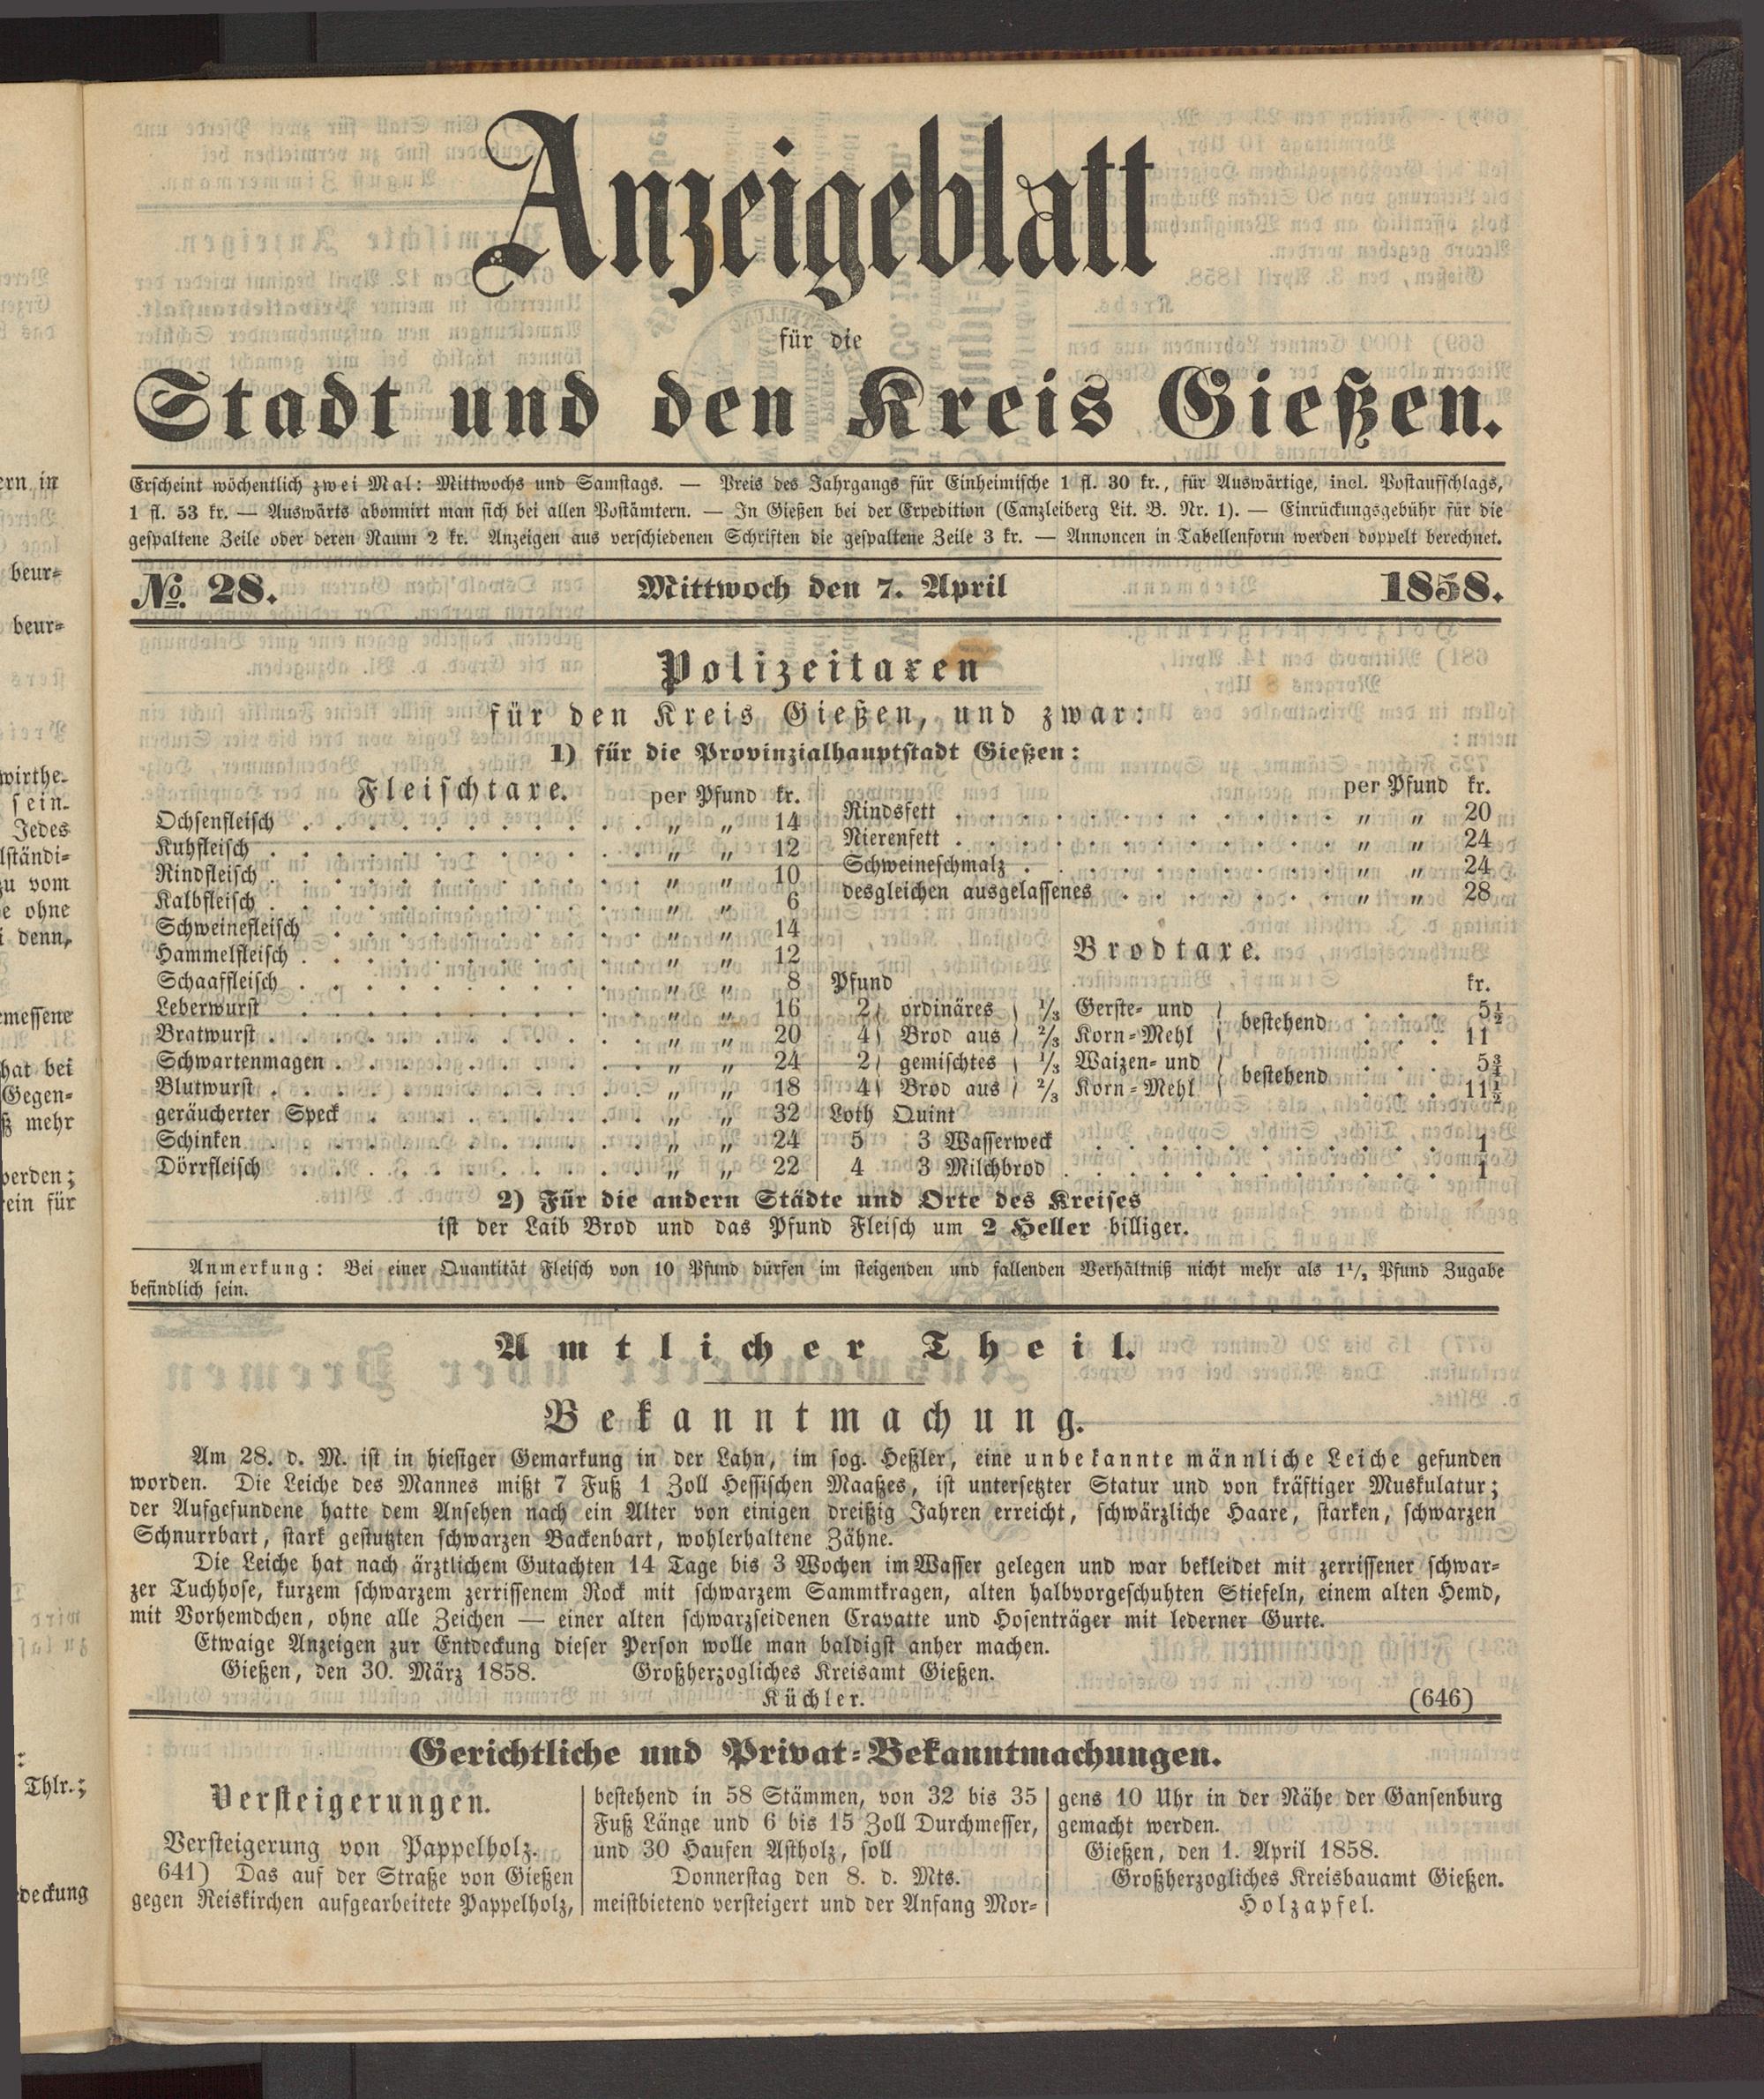 Anzeigeblatt
für die
Stadt und den Kreis Gießen.
Erscheint wöchentlich zwei Mal: Mittwochs und Samstags. — Preis des Jahrgangs für Einheimische 1 fl. 30 kr., für Auswärtige, incl. Postaufschlags,
1 fl. 53 kr. — Auswärts abonnirt man sich bei allen Postämtern. — In Gießen bei der Expedition (Canzleiberg Lit. B. Nr. 1). — Einrückungsgebühr für die
gespaltene Zeile oder deren Raum 2 kr. Anzeigen aus verschiedenen Schriften die gespaltene Zeile 3 kr. — Annoncen in Tabellenform werden doppelt berechnet.
No. 28. Mittwoch den 7. April 1858.
Polizeitaxen
für den Kreis Gießen, und zwar:
1) für die Provinzialhauptstadt Gießen:
Fleischtaxe. per Pfund kr.
Ochsenfleisch . . . „ „ 14
Kuhfleisch . . . „ „ 12
Rindfleisch . . . „ „ 10
Kalbfleisch . . . „ „ 6
Schweinefleisch . . . „ „ 14
Hammelfleisch . . . „ „ 12
Schaaffleisch . . . „ „ 8
Leberwurst . . . „ „ 16
Bratwurst . . . „ „ 20
Schwartenmagen . . . „ „ 24
Blutwurst . . . „ „ 18
geräucherter Speck . . . „ „ 32
Schinken . . . „ „ 24
Dörrfleisch . . . „ „ 22
per Pfund kr.
Rindsfett . . . „ „ 20
Nierenfett . . . „ „ 24
Schweineschmalz . . . „ „ 24
desgleichen ausgelassenes . . . „ „ 28
Brodtaxe.
Pfund kr.
2 } ordinäres } 1/3 Gerste- und } bestehend . . . 5½
4 } Brod aus } 2/3 Korn-Mehl } . . . 11
2 } gemischtes } 1/3 Waizen- und } bestehend . . . 5¾
4 } Brod aus } 2/3 Korn-Mehl } . . . 11½
Loth Quint
5 3 Wasserweck . . . 1
4 3 Milchbrod . . . 1
2) Für die andern Städte und Orte des Kreises
ist der Laib Brod und das Pfund Fleisch um 2 Heller billiger.
Anmerkung: Bei einer Quantität Fleisch von 10 Pfund dürfen im steigenden und fallenden Verhältniß nicht mehr als 1½ Pfund Zugabe
befindlich sein.
Amtlicher Theil.
Bekanntmachung.
Am 28. d. M. ist in hiesiger Gemarkung in der Lahn, im sog. Heßler, eine unbekannte männliche Leiche gefunden
worden. Die Leiche des Mannes mißt 7 Fuß 1 Zoll Hessischen Maaßes, ist untersetzter Statur und von kräftiger Muskulatur;
der Aufgefundene hatte dem Ansehen nach ein Alter von einigen dreißig Jahren erreicht, schwärzliche Haare, starken, schwarzen
Schnurrbart, stark gestutzten schwarzen Backenbart, wohlerhaltene Zähne.
Die Leiche hat nach ärztlichem Gutachten 14 Tage bis 3 Wochen im Wasser gelegen und war bekleidet mit zerrissener schwar-
zer Tuchhose, kurzem schwarzem zerrissenem Rock mit schwarzem Sammtkragen, alten halbvorgeschuhten Stiefeln, einem alten Hemd,
mit Vorhemdchen, ohne alle Zeichen — einer alten schwarzseidenen Cravatte und Hosenträger mit lederner Gurte.
Etwaige Anzeigen zur Entdeckung dieser Person wolle man baldigst anher machen.
Gießen, den 30. März 1858. Großherzogliches Kreisamt Gießen.
Küchler. (646)
Gerichtliche und Privat-Bekanntmachungen.
Versteigerungen.
Versteigerung von Pappelholz.
641) Das auf der Straße von Gießen
gegen Reiskirchen aufgearbeitete Pappelholz,
bestehend in 58 Stämmen, von 32 bis 35
Fuß Länge und 6 bis 15 Zoll Durchmesser,
und 30 Haufen Astholz, soll
Donnerstag den 8. d. Mts.
meistbietend versteigert und der Anfang Mor-
gens 10 Uhr in der Nähe der Gansenburg
gemacht werden.
Gießen, den 1. April 1858.
Großherzogliches Kreisbauamt Gießen.
Holzapfel.